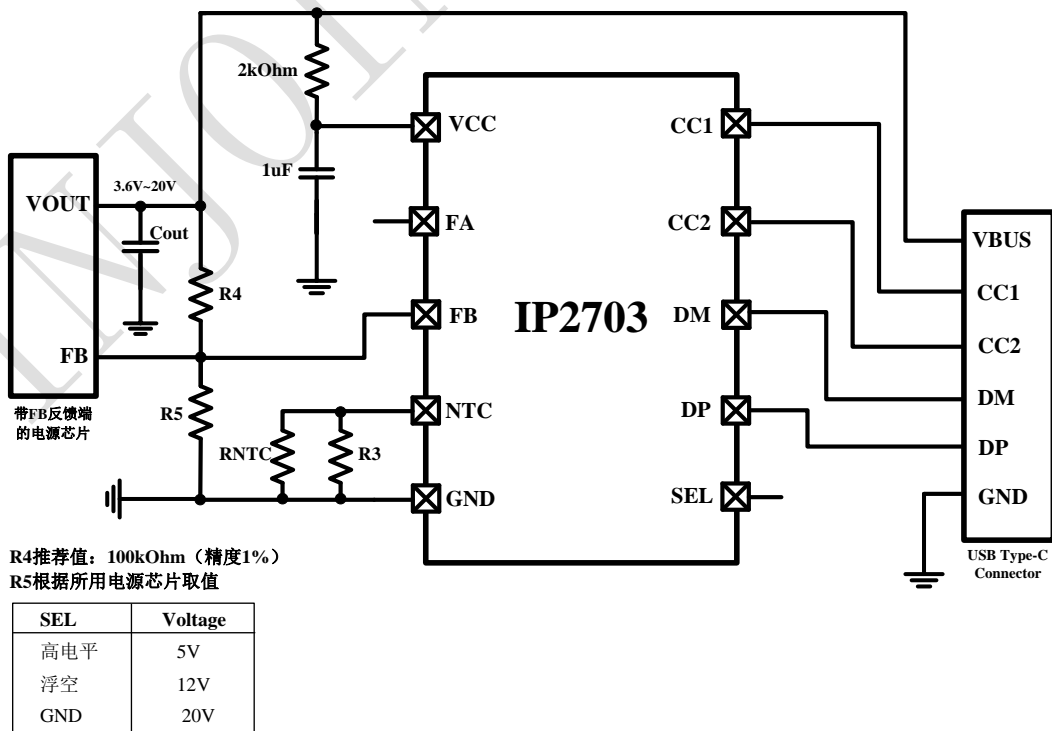 2kOhm
VCC
CC1
1uF
3.6V~20V
VOUT
Cout
FA
CC2
VBUS
R4
CC1
FB
IP2703
DM
CC2
FB
带FB反馈端
的电源芯片
R5
NTC
DP
DM
RNTC
R3
DP
GND
SEL
GND
USB Type-C
Connector
R4推荐值：100kOhm（精度1%）
R5根据所用电源芯片取值
SEL Voltage
高电平 5V
浮空 12V
GND 20V